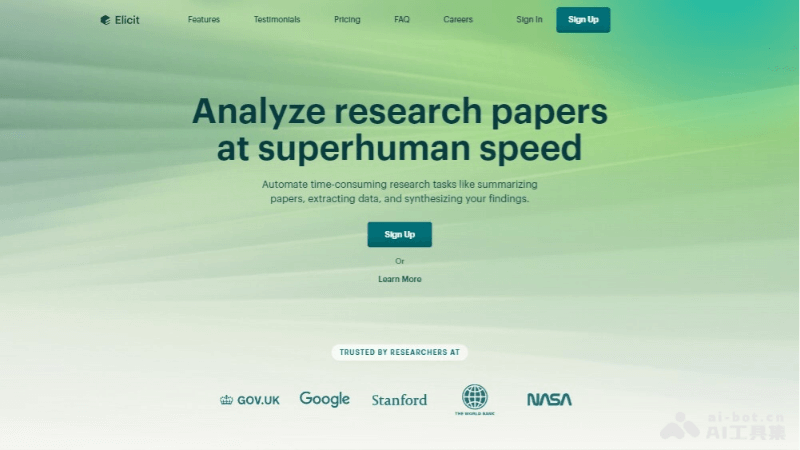 Elicit Features Testimonials Pricing FAQ Careers Sign In Sign Up
Analyze research papers
at superhuman speed
Automate time-consuming research tasks like summarizing
papers, extracting data, and synthesizing your findings.
Sign Up
Or
Learn More
TRUSTED BY RESEARCHERS AT
GOV.UK Google Stanford THE WORLD BANK NASA
ai-bot.cn
AI工具集